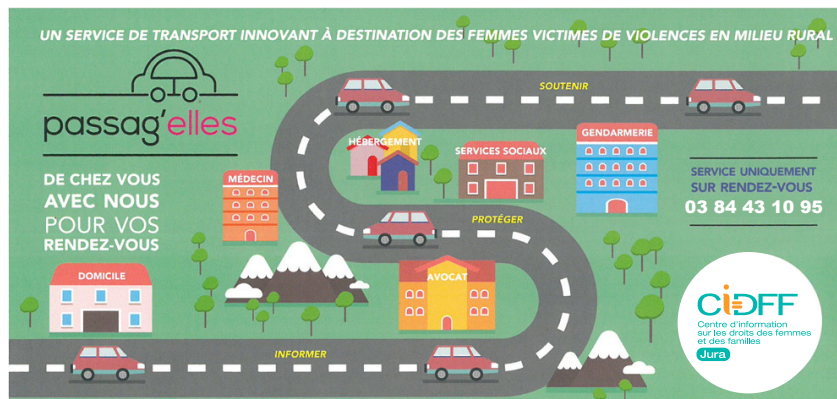 UN SERVICE DE TRANSPORT INNOVANT À DESTINATION DES FEMMES VICTIMES DE VIOLENCES EN MILIEU RURAL
passag'elles
DE CHEZ VOUS
AVEC NOUS
POUR VOS
RENDEZ-VOUS
SOUTENIR
HÉBERGEMENT
SERVICES SOCIAUX
GENDARMERIE
MÉDECIN
SERVICE UNIQUEMENT
SUR RENDEZ-VOUS
03 84 43 10 95
PROTÉGER
DOMICILE
AVOCAT
INFORMER
CIDFF
Centre d'information
sur les droits des femmes
et des familles
Jura